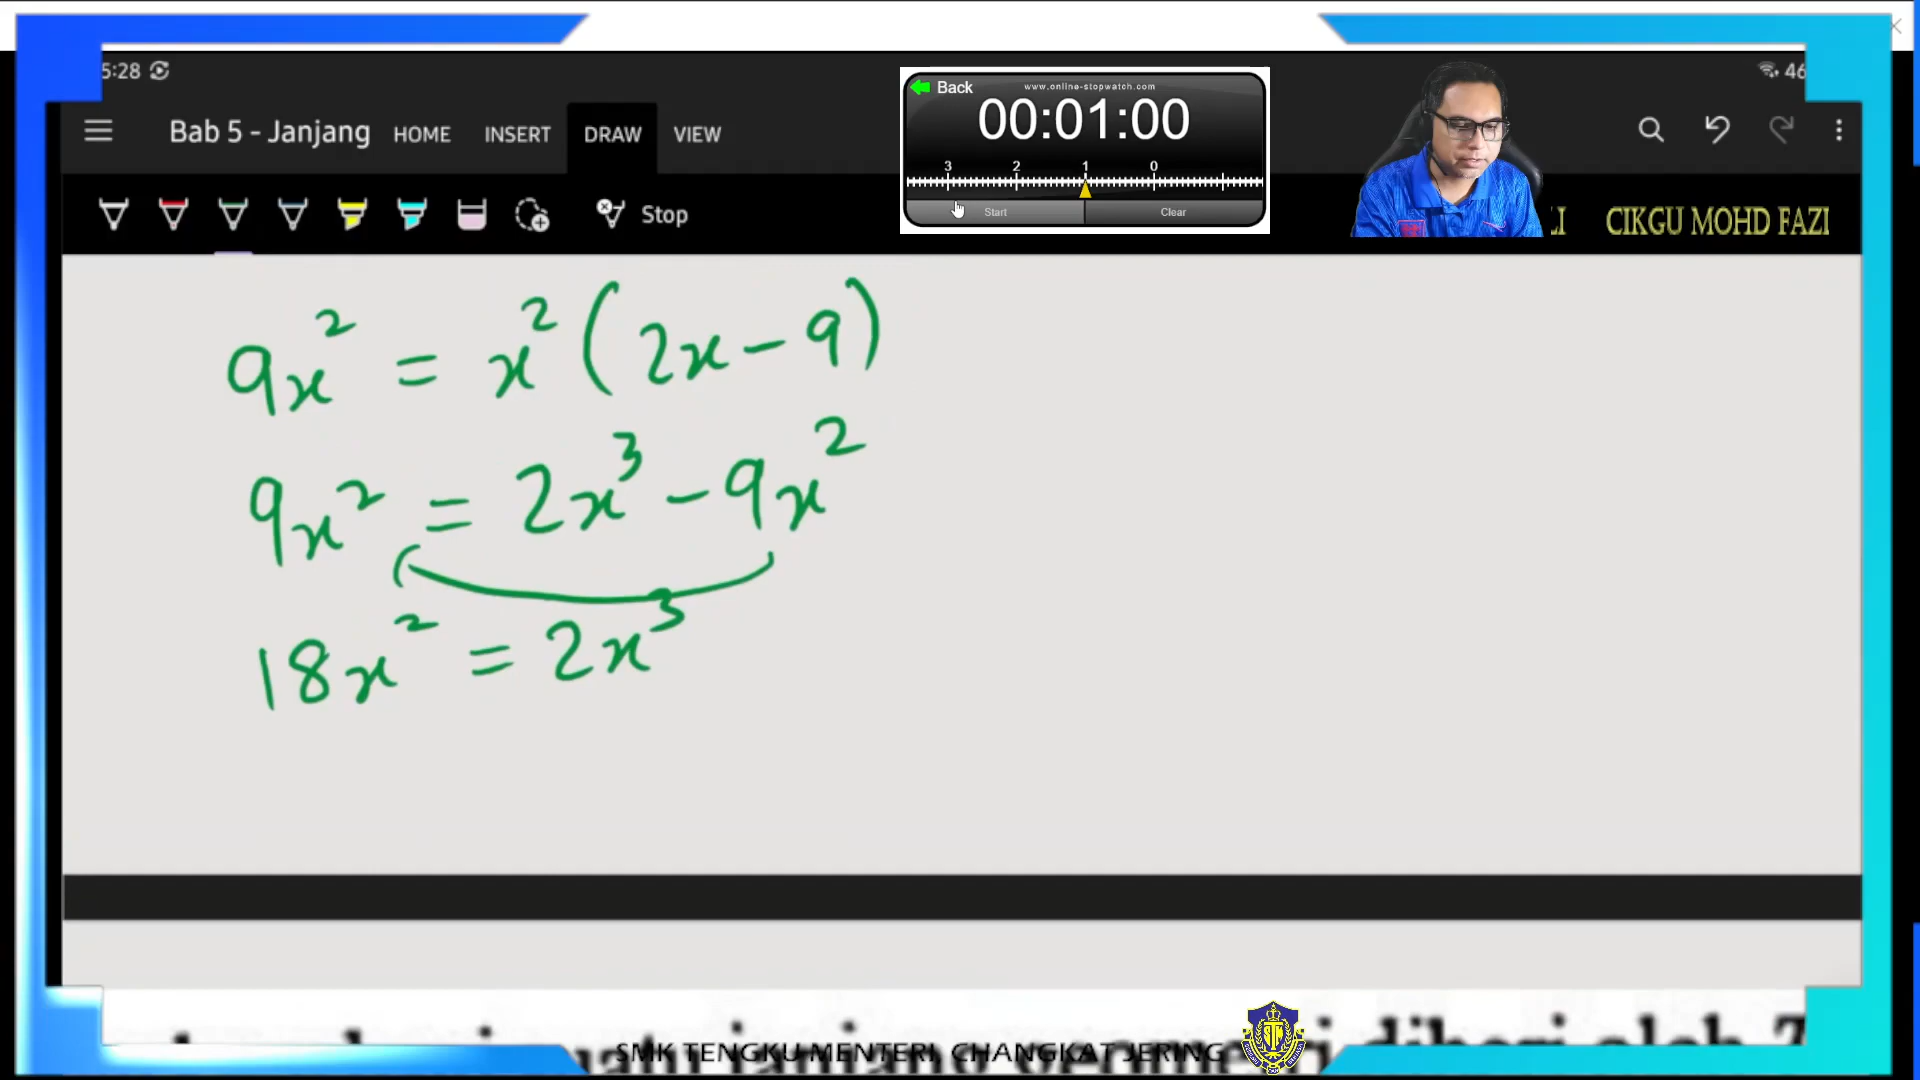 5:28
46
Back
www.online-stopwatch.com
00:01:00
3 2 1 0
Start Clear
Bab 5 - Janjang HOME INSERT DRAW VIEW
Stop
LI CIKGU MOHD FAZI
9x² = x² (2x - 9)
9x² = 2x³ - 9x²
18x² = 2x³
SMK TENGKU MENTERI, CHANGKAT JERING